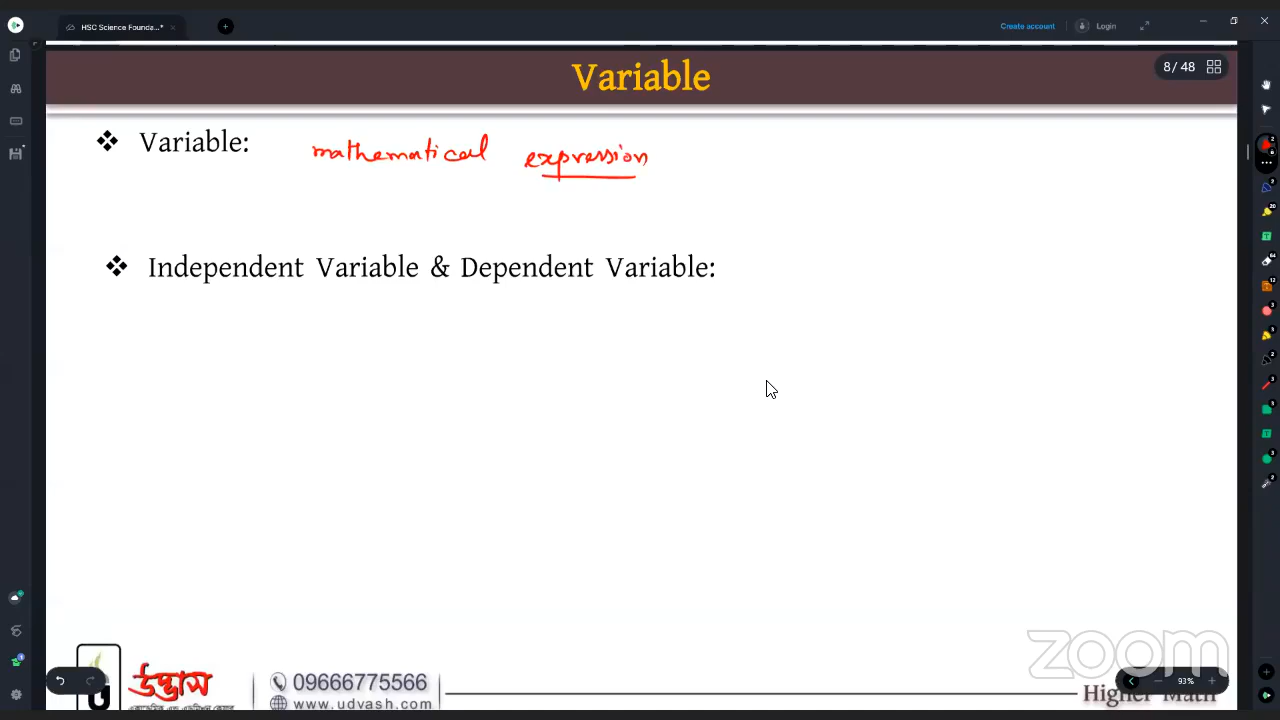 HSC Science Founda...*
Create account
Login
Variable
8 / 48
❖ Variable: mathematical expression
❖ Independent Variable & Dependent Variable:
zoom
উদ্ভাস
09666775566
www.udvash.com
Higher Math
93%